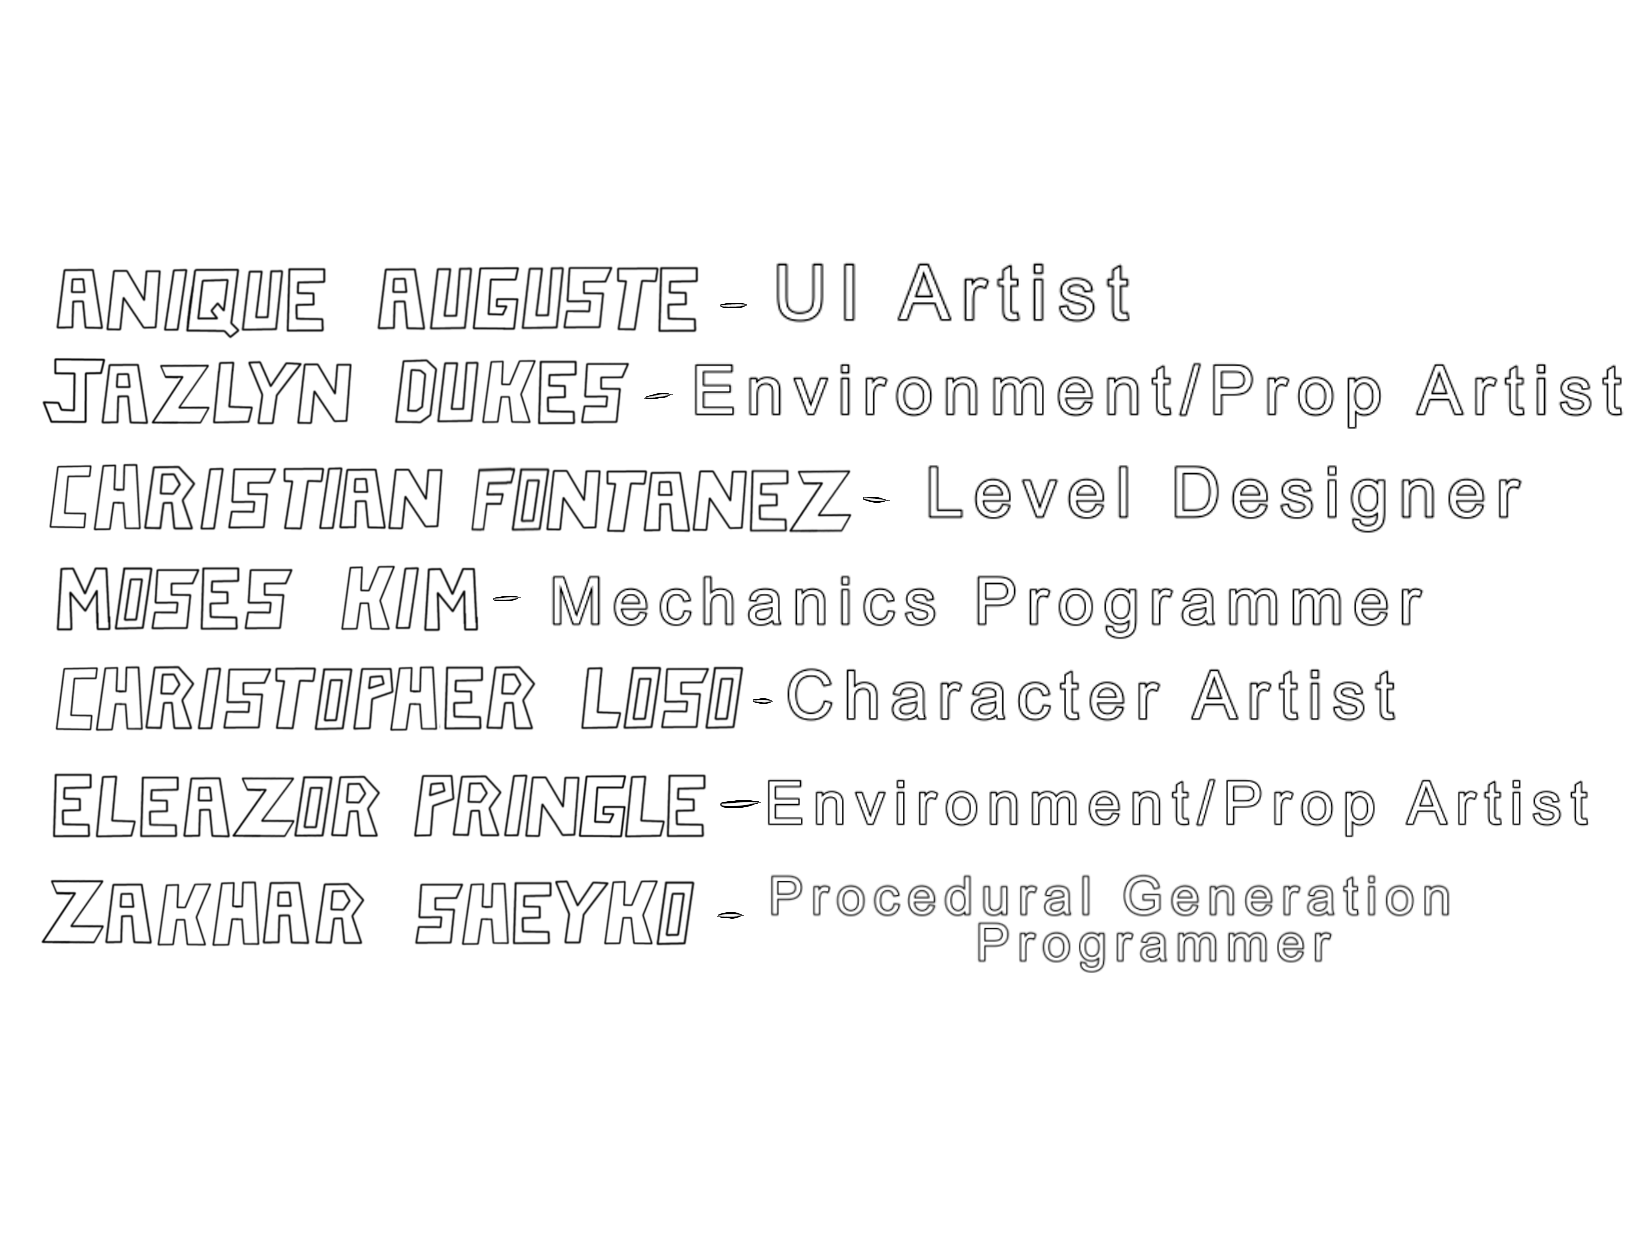 ANIQUE AUGUSTE - UI Artist
JAZLYN DUKES - Environment/Prop Artist
CHRISTIAN FONTANEZ - Level Designer
MOSES KIM - Mechanics Programmer
CHRISTOPHER LOSO - Character Artist
ELEAZOR PRINGLE - Environment/Prop Artist
ZAKHAR SHEYKO - Procedural Generation
Programmer